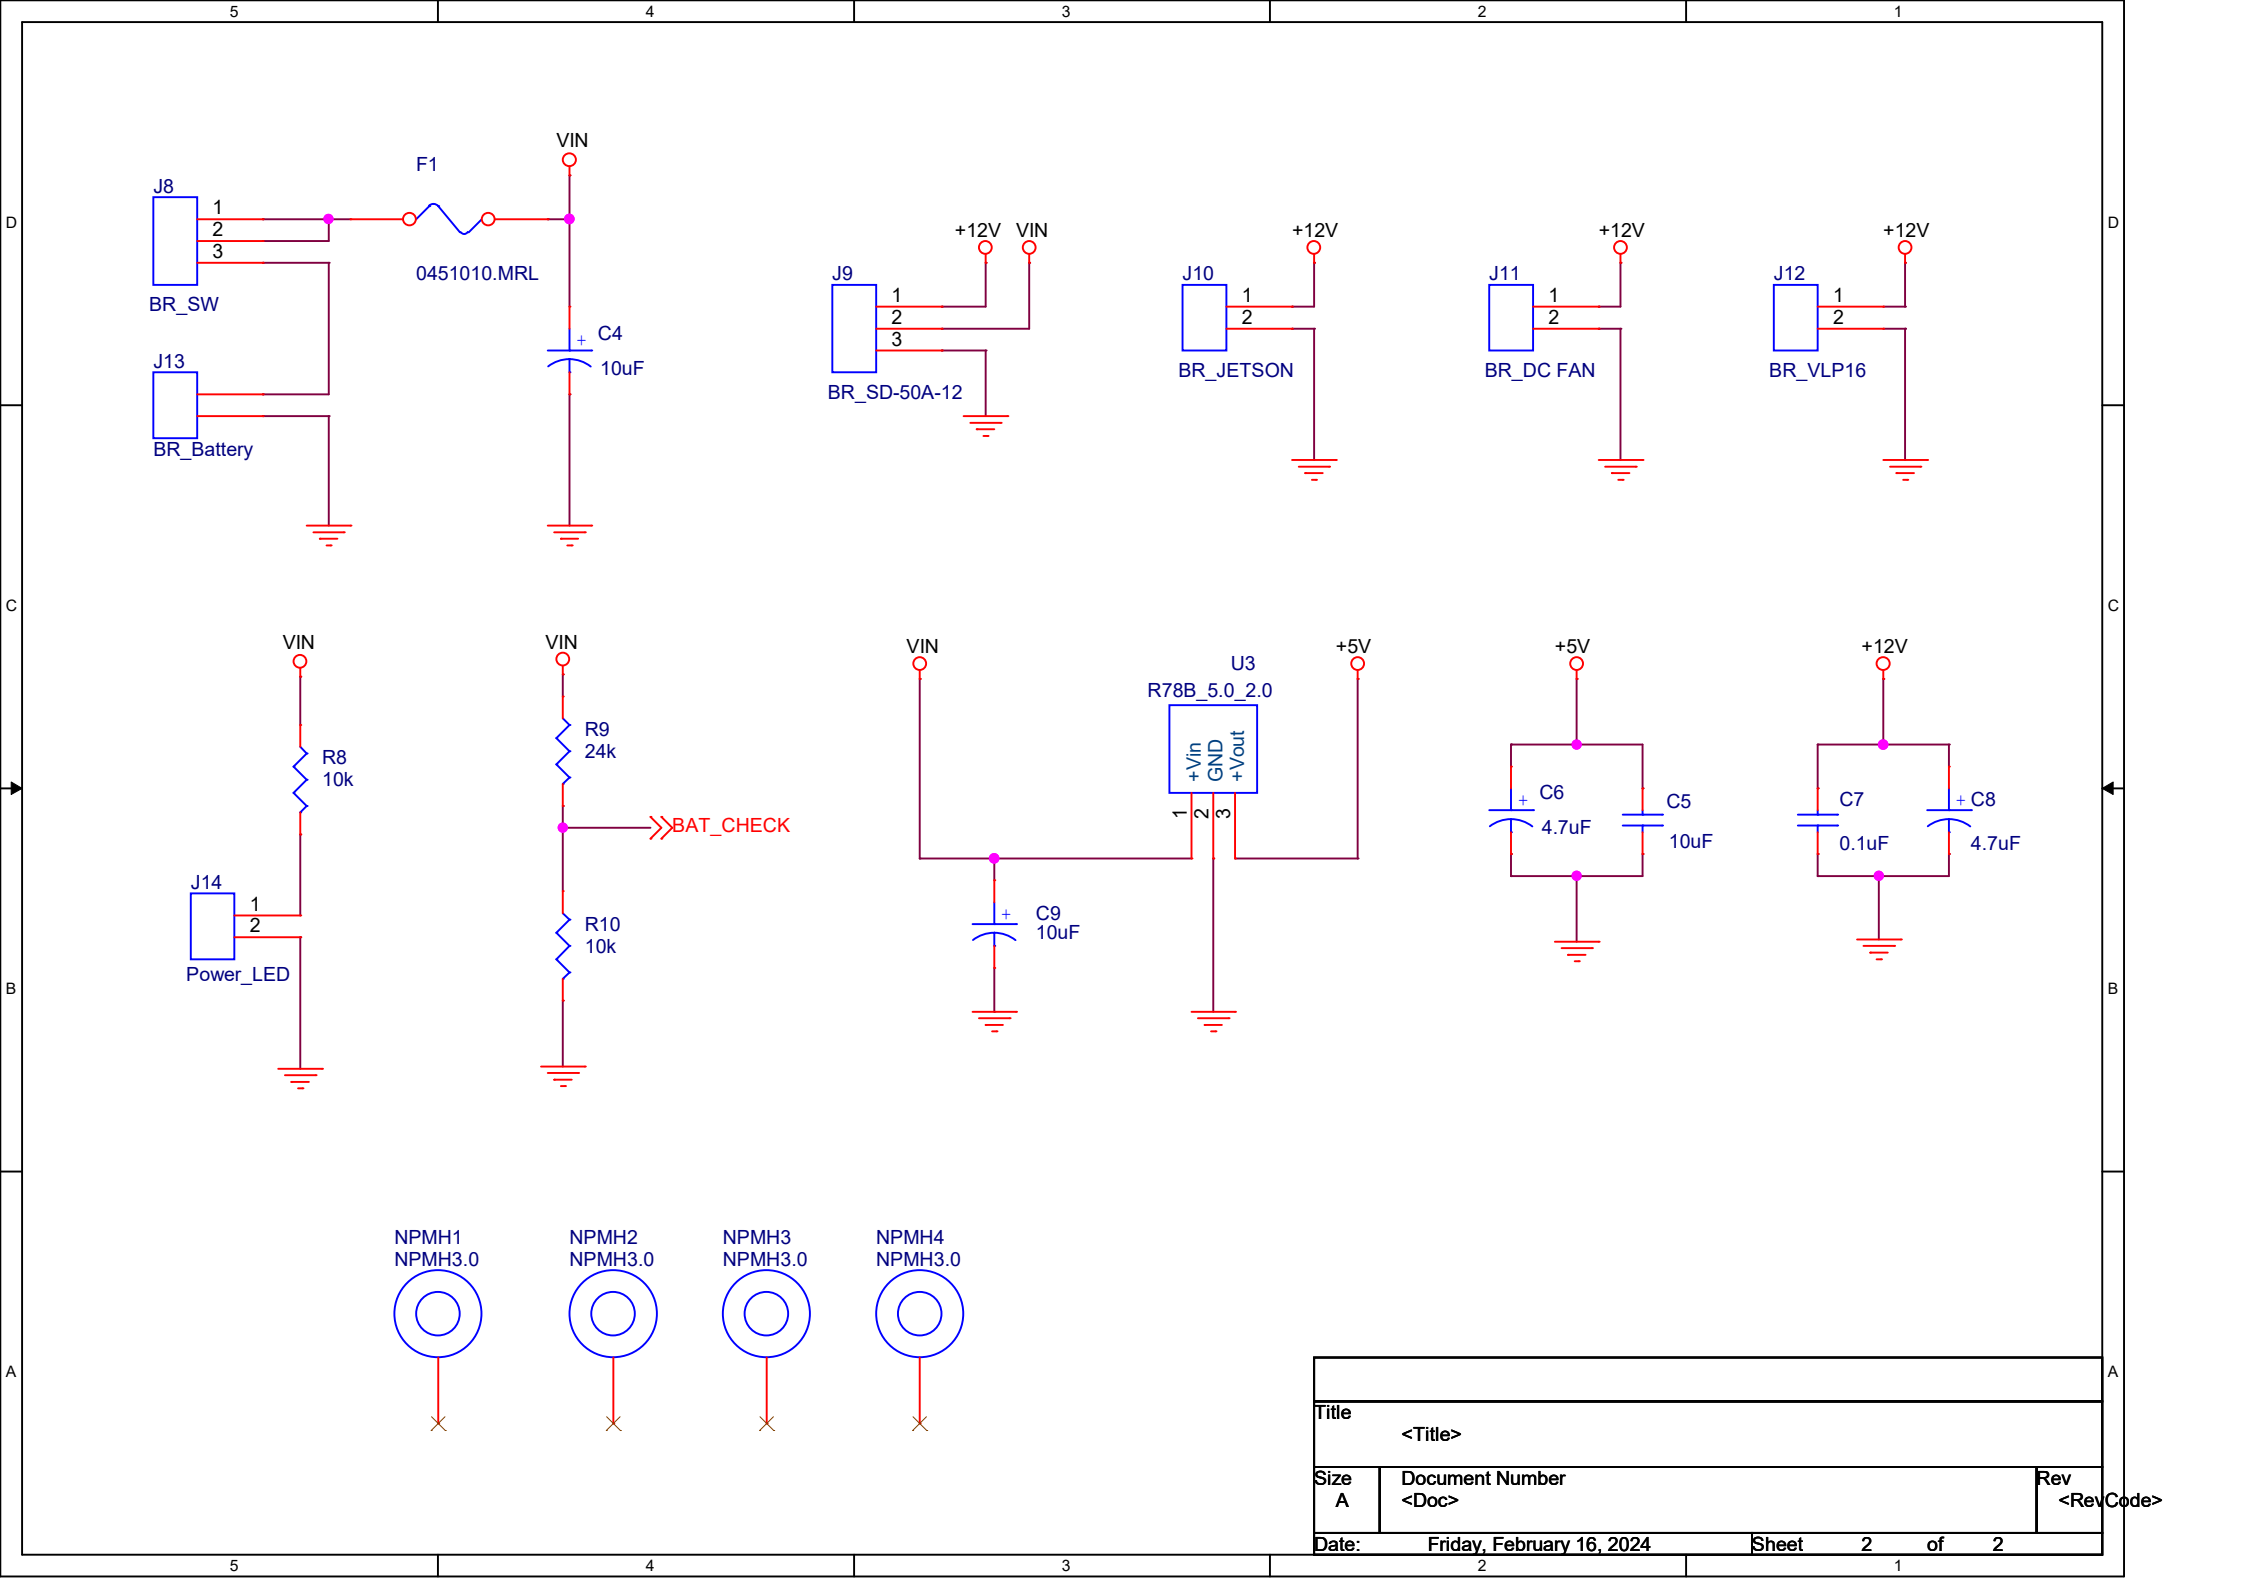 5 4 3 2 1
D D
C C
B B
A A
J8
1
2
3
BR_SW
F1
0451010.MRL
VIN
C4
+
10uF
J13
BR_Battery
+12V VIN
J9
1
2
3
BR_SD-50A-12
+12V
J10
1
2
BR_JETSON
+12V
J11
1
2
BR_DC FAN
+12V
J12
1
2
BR_VLP16
VIN
R8
10k
J14
1
2
Power_LED
VIN
R9
24k
BAT_CHECK
R10
10k
VIN
+
C9
10uF
U3
R78B_5.0_2.0
+Vin
GND
+Vout
1
2
3
+5V
+5V
+
C6
4.7uF
C5
10uF
+12V
C7
0.1uF
+
C8
4.7uF
NPMH1
NPMH3.0
NPMH2
NPMH3.0
NPMH3
NPMH3.0
NPMH4
NPMH3.0
Title
<Title>
Size
A
Document Number
<Doc>
Rev
<RevCode>
Date: Friday, February 16, 2024 Sheet 2 of 2
5 4 3 2 1